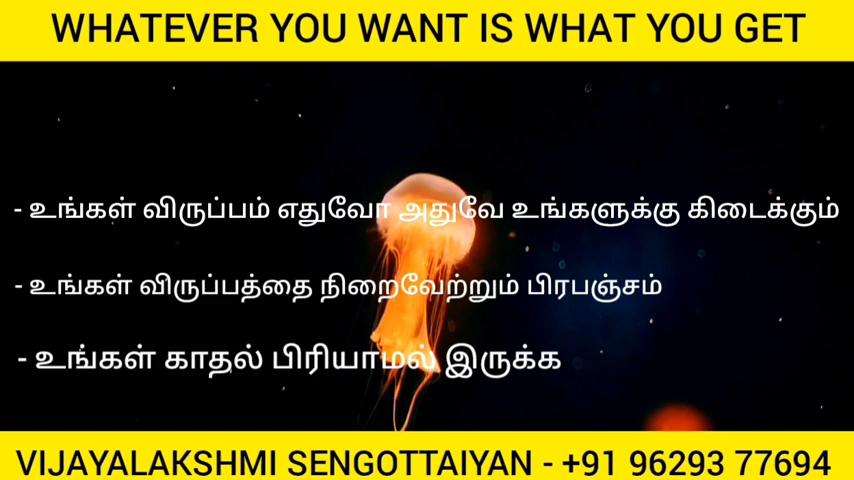 WHATEVER YOU WANT IS WHAT YOU GET
- உங்கள் விருப்பம் எதுவோ அதுவே உங்களுக்கு கிடைக்கும்
- உங்கள் விருப்பத்தை நிறைவேற்றும் பிரபஞ்சம்
- உங்கள் காதல் பிரியாமல் இருக்க
VIJAYALAKSHMI SENGOTTAIYAN - +91 96293 77694